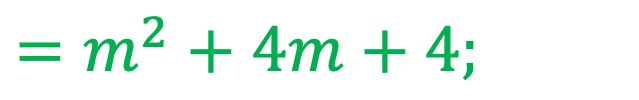 = m² + 4m + 4;